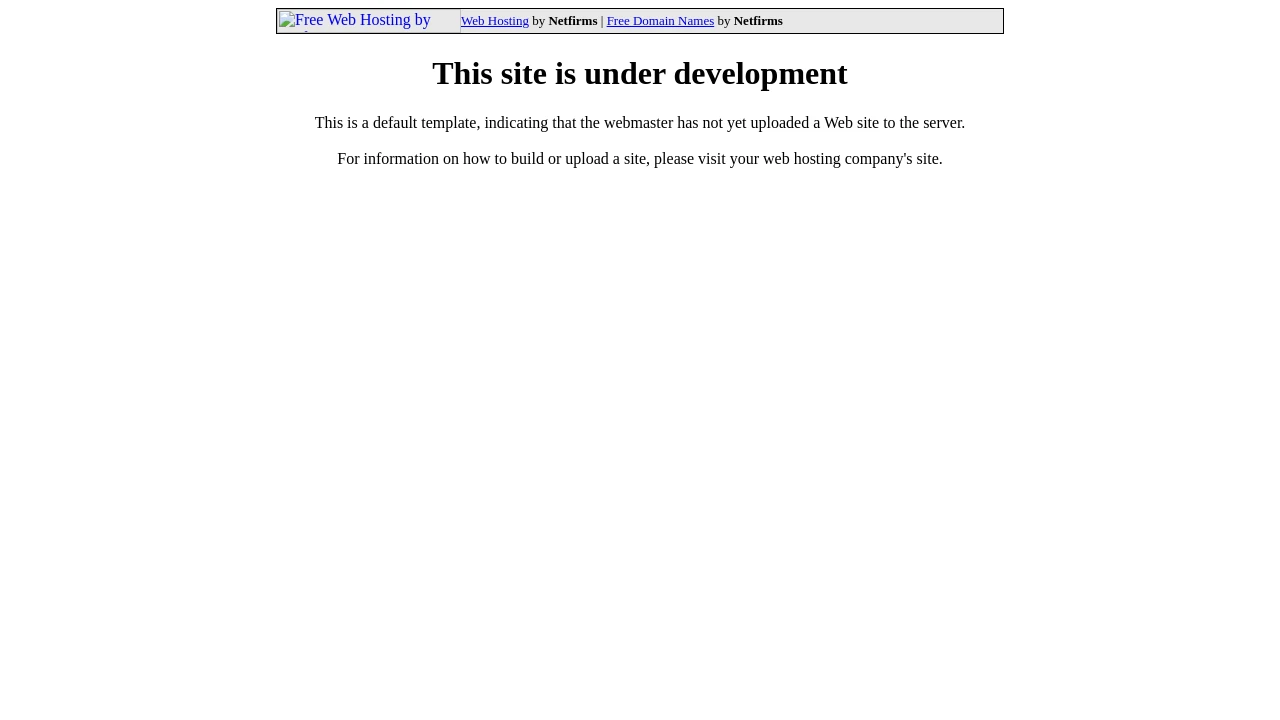 Free Web Hosting by
Web Hosting by Netfirms | Free Domain Names by Netfirms
This site is under development
This is a default template, indicating that the webmaster has not yet uploaded a Web site to the server.
For information on how to build or upload a site, please visit your web hosting company's site.